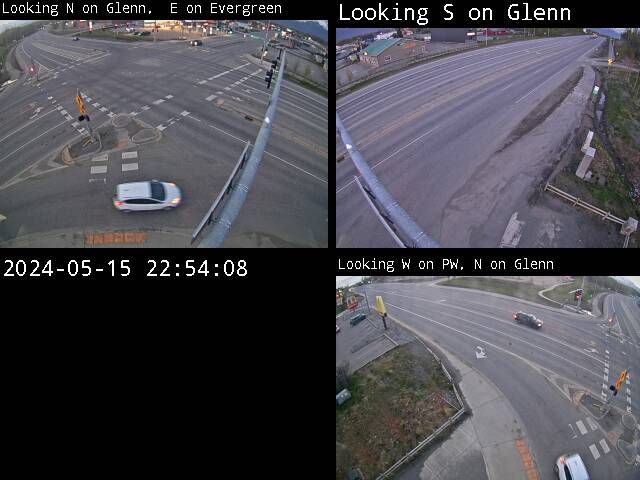 Looking N on Glenn, E on Evergreen
Looking S on Glenn
2024-05-15 22:54:08
Looking W on PW, N on Glenn